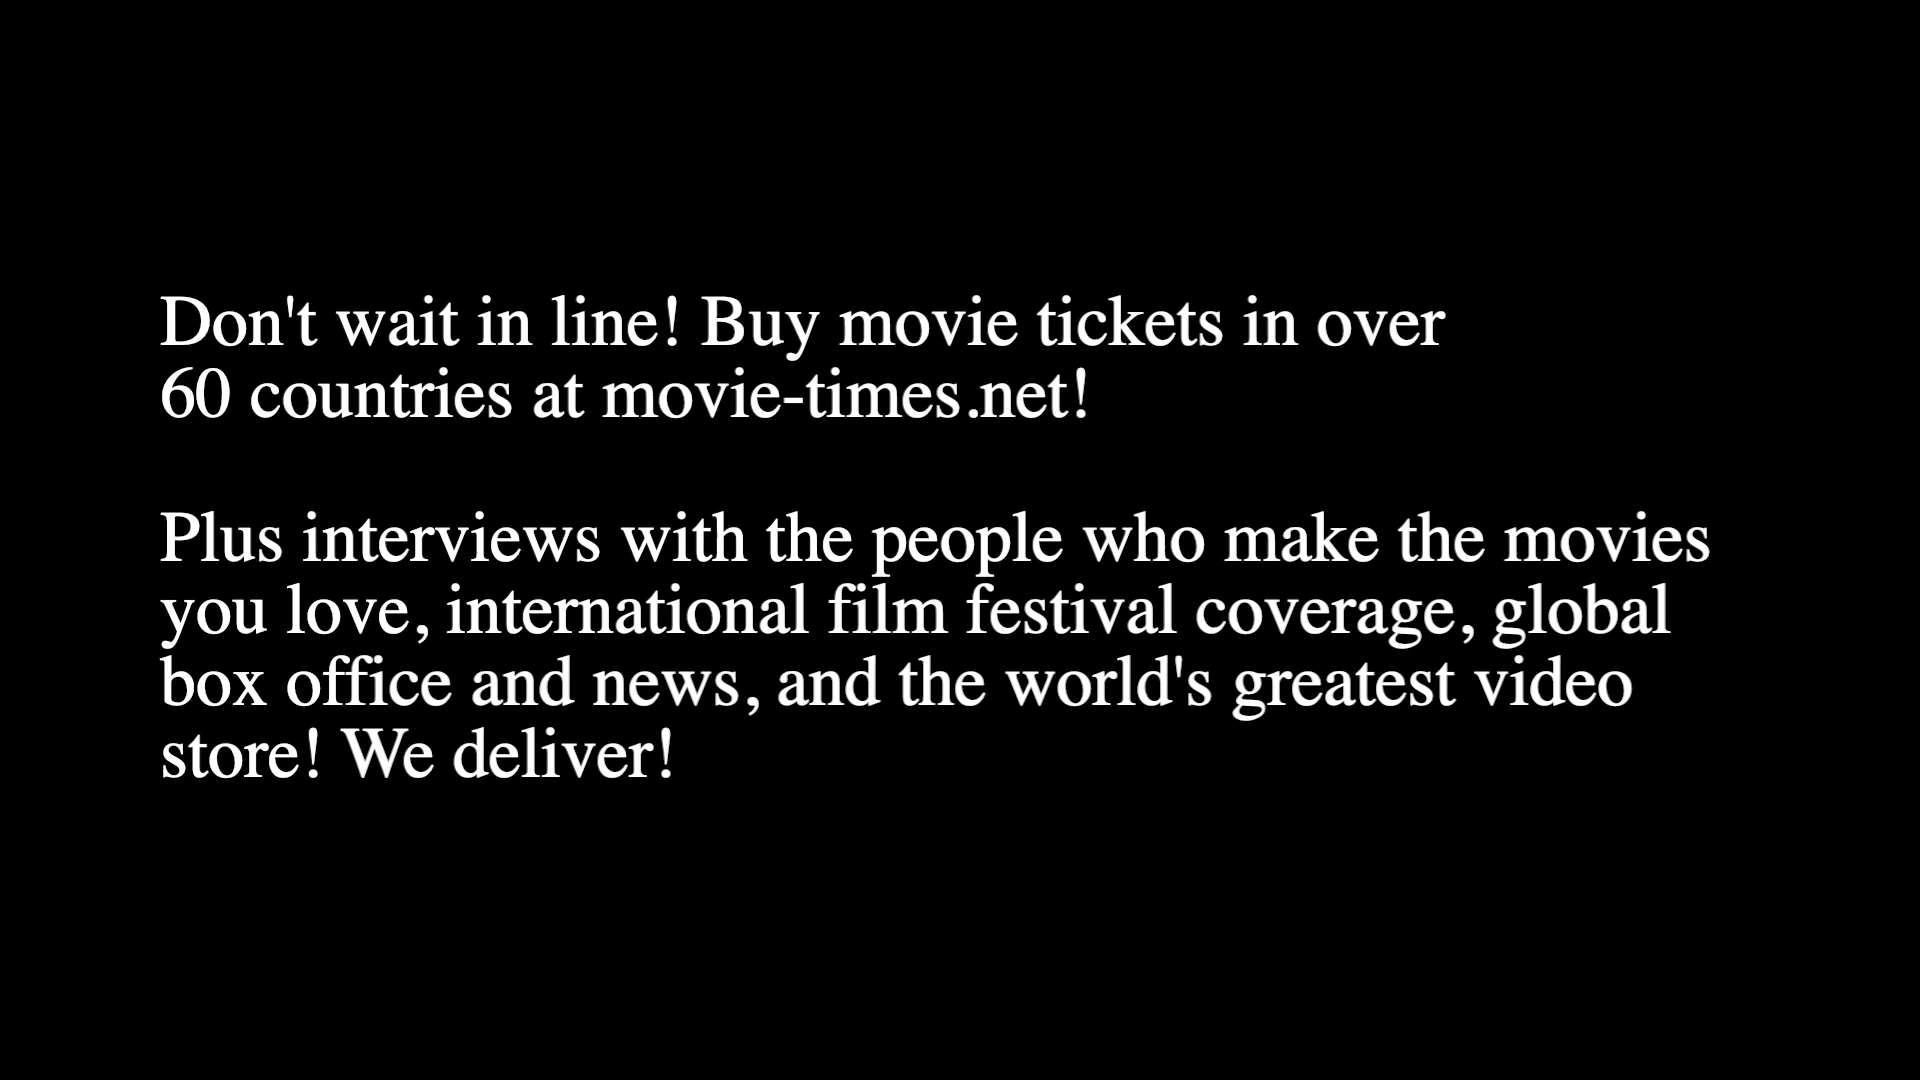 Don't wait in line! Buy movie tickets in over
60 countries at movie-times.net!
Plus interviews with the people who make the movies
you love, international film festival coverage, global
box office and news, and the world's greatest video
store! We deliver!